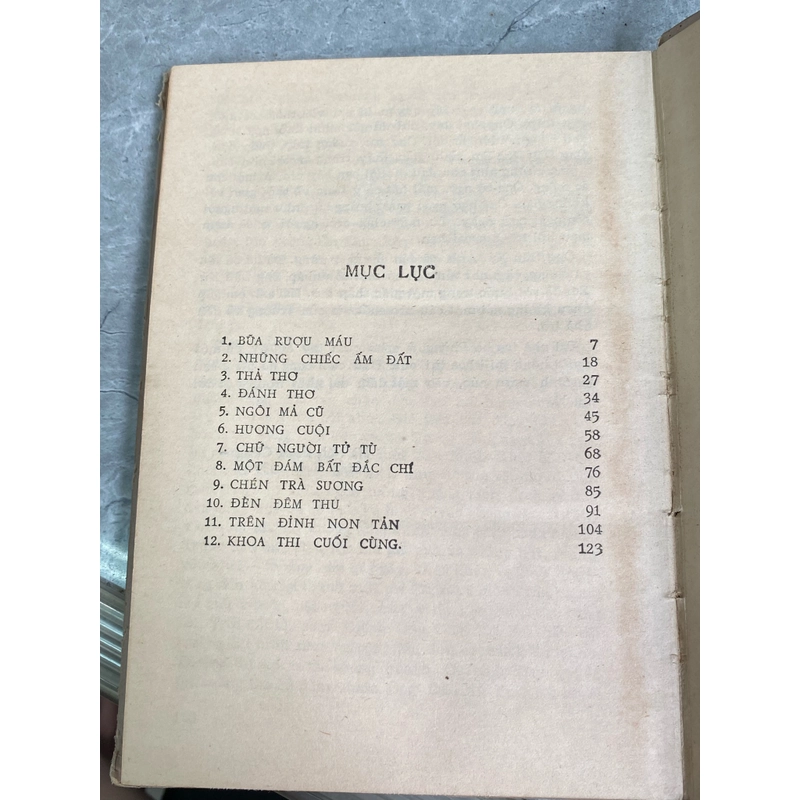 MỤC LỤC
1. BỮA RƯỢU MÁU 7
2. NHỮNG CHIẾC ẤM ĐẤT 18
3. THẢ THƠ 27
4. ĐÁNH THƠ 34
5. NGÔI MẢ CŨ 45
6. HƯƠNG CUỘI 58
7. CHỮ NGƯỜI TỬ TÙ 68
8. MỘT ĐÁM BẤT ĐẮC CHÍ 76
9. CHÉN TRÀ SƯƠNG 85
10. ĐÈN ĐÊM THU 91
11. TRÊN ĐỈNH NON TẢN 104
12. KHOA THI CUỐI CÙNG. 123